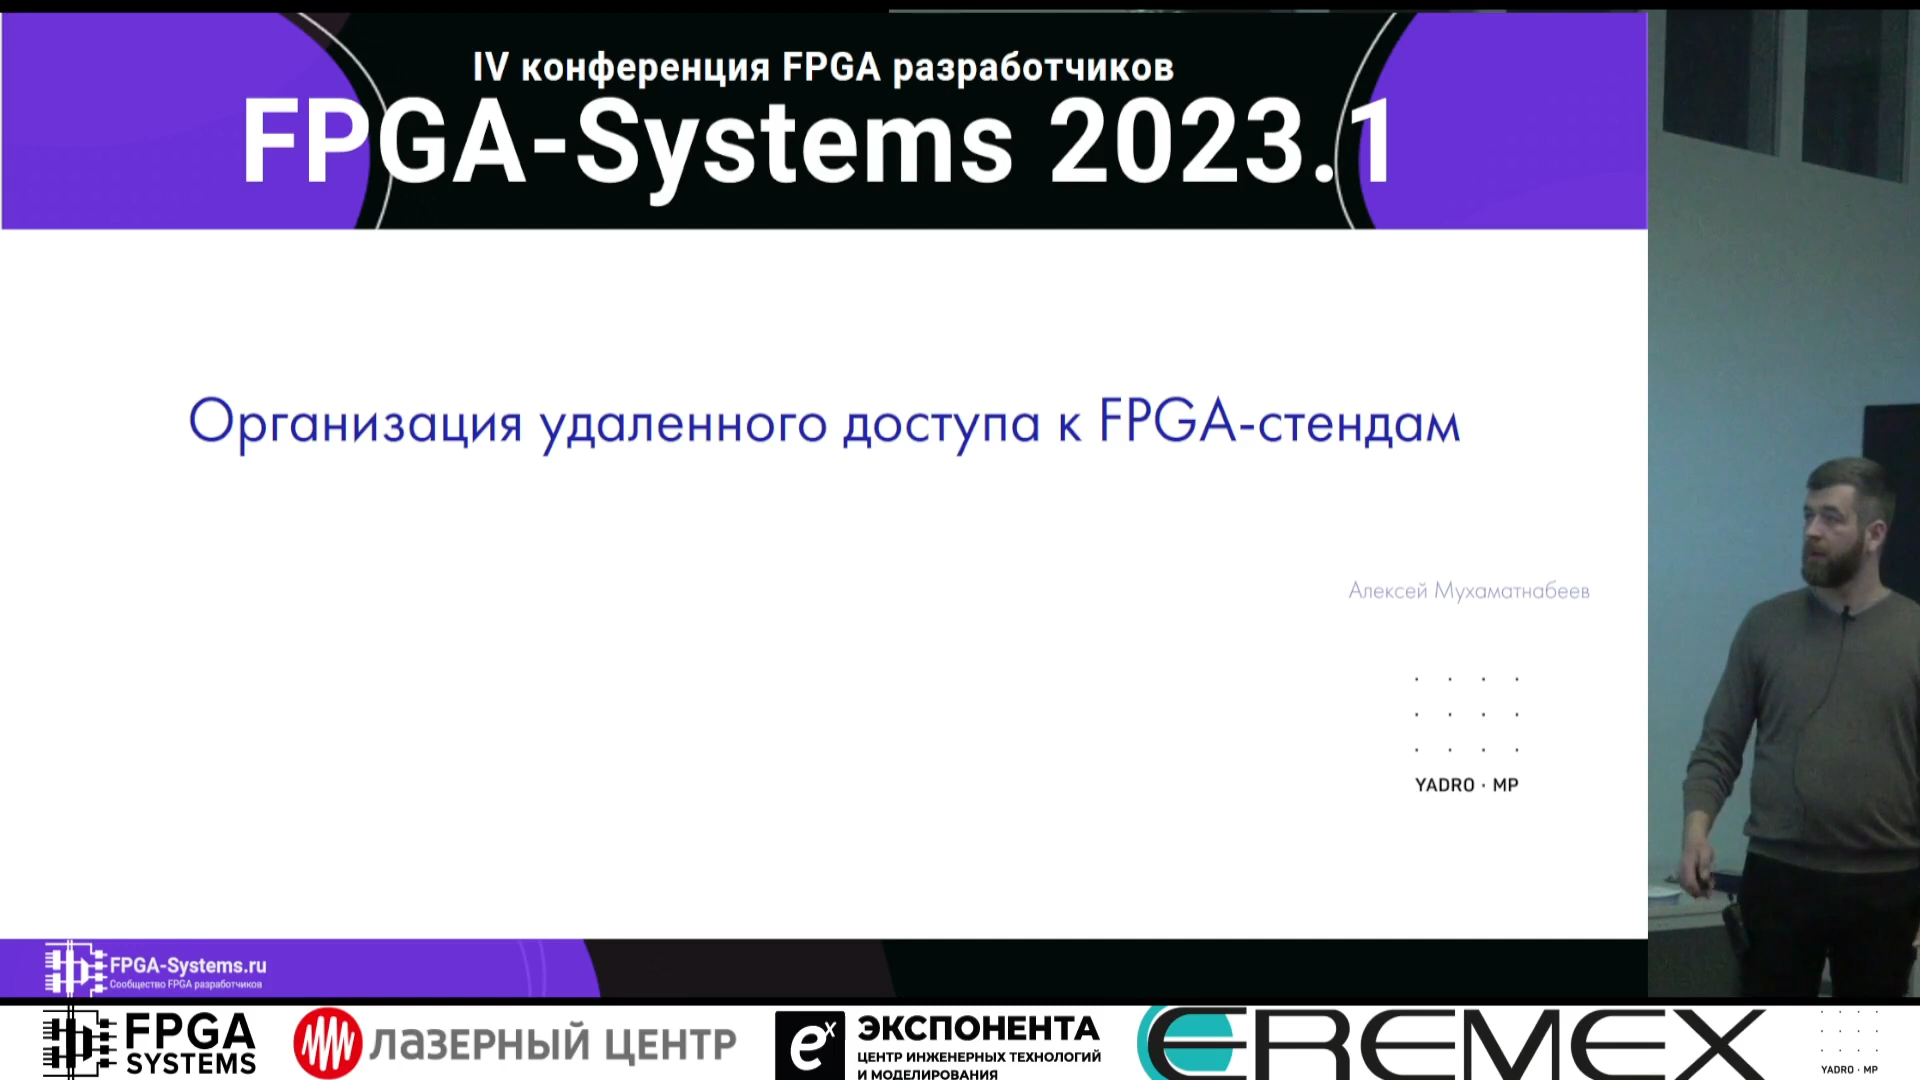 IV конференция FPGA разработчиков
FPGA-Systems 2023.1
Организация удаленного доступа к FPGA-стендам
Алексей Мухаматнабеев
YADRO · MP
FPGA-Systems.ru
Сообщество FPGA разработчиков
FPGA
SYSTEMS
ЛАЗЕРНЫЙ ЦЕНТР
ex
ЭКСПОНЕНТА
ЦЕНТР ИНЖЕНЕРНЫХ ТЕХНОЛОГИЙ
И МОДЕЛИРОВАНИЯ
EREMEX
YADRO · MP